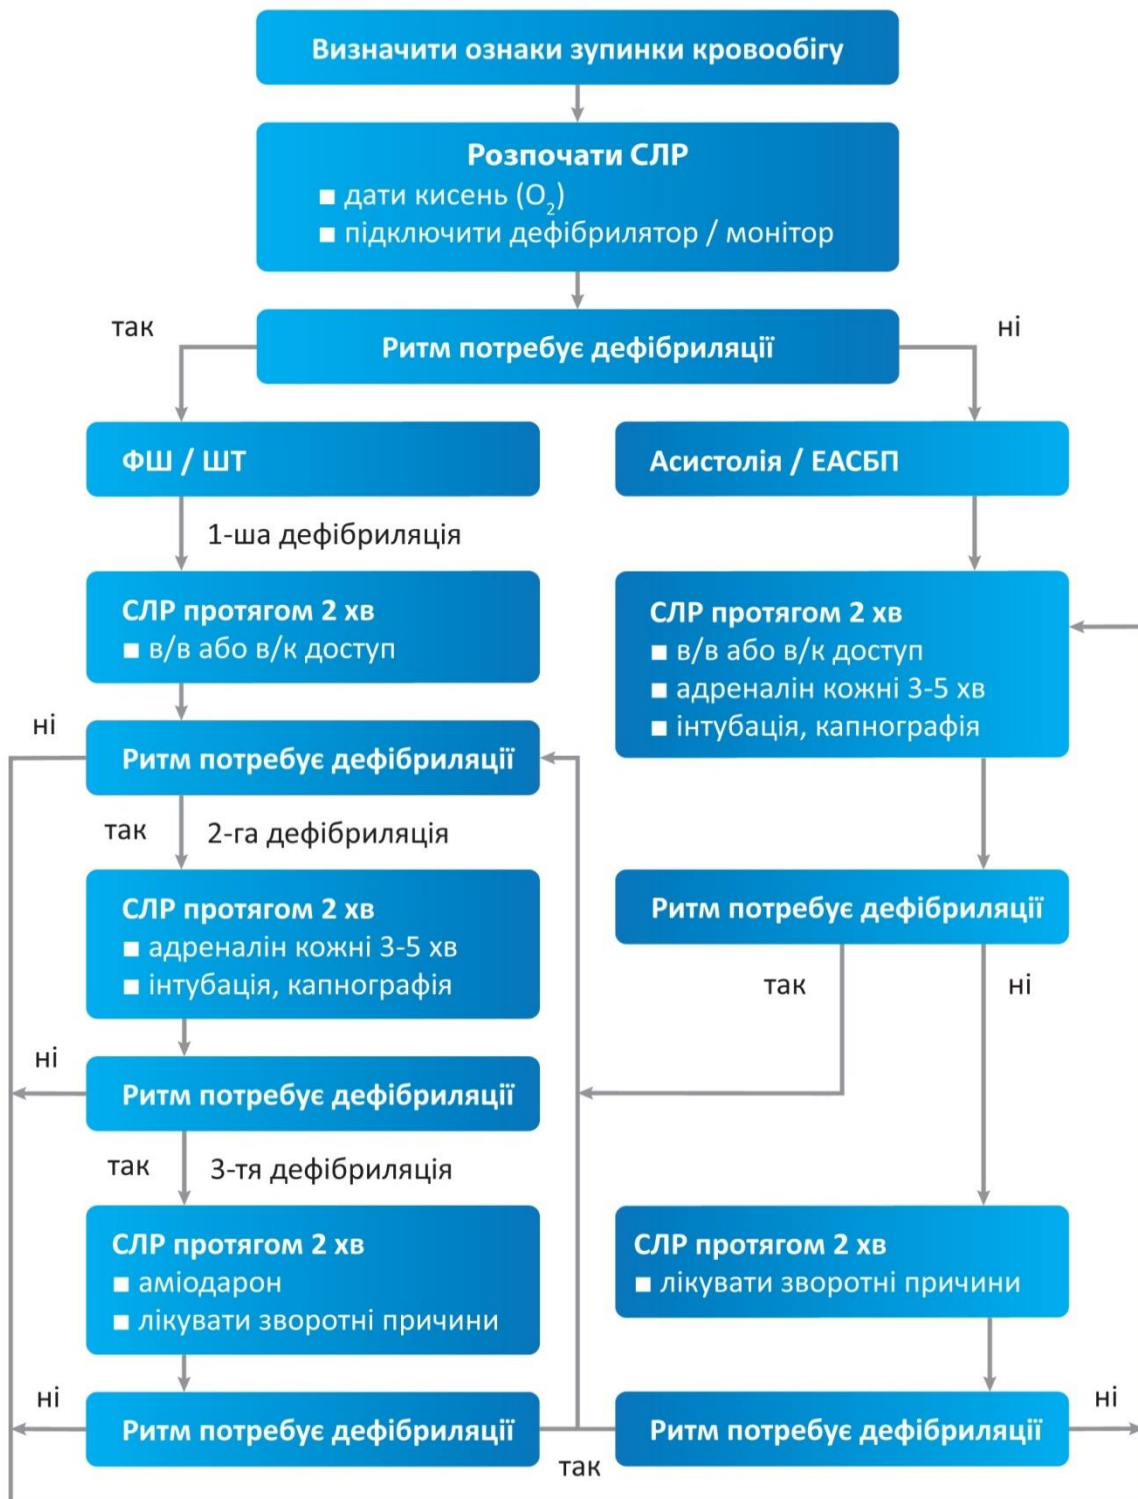 Визначити ознаки зупинки кровообігу
Розпочати СЛР
■ дати кисень (O₂)
■ підключити дефібрилятор / монітор
так
Ритм потребує дефібриляції
ні
ФШ / ШТ
1-ша дефібриляція
СЛР протягом 2 хв
■ в/в або в/к доступ
ні
Ритм потребує дефібриляції
так
2-га дефібриляція
СЛР протягом 2 хв
■ адреналін кожні 3-5 хв
■ інтубація, капнографія
ні
Ритм потребує дефібриляції
так
3-тя дефібриляція
СЛР протягом 2 хв
■ аміодарон
■ лікувати зворотні причини
ні
Ритм потребує дефібриляції
так
Асистолія / ЕАСБП
СЛР протягом 2 хв
■ в/в або в/к доступ
■ адреналін кожні 3-5 хв
■ інтубація, капнографія
Ритм потребує дефібриляції
так
ні
СЛР протягом 2 хв
■ лікувати зворотні причини
Ритм потребує дефібриляції
ні